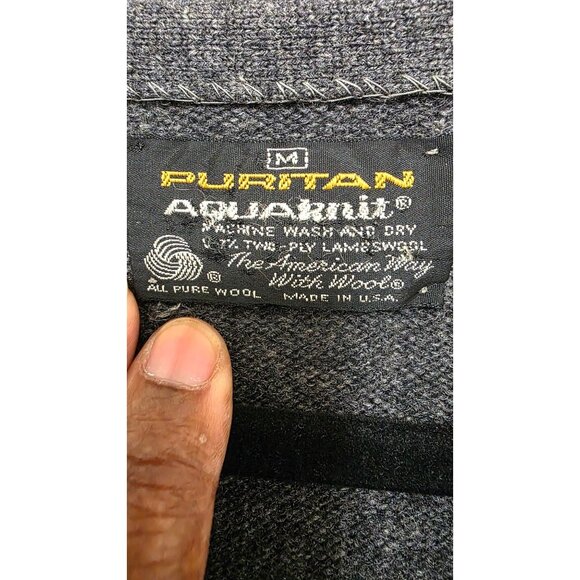 M
PURITAN
AQUAknit®
MACHINE WASH AND DRY
TWO-PLY LAMBSWOOL
The American Way
With Wool®
®
ALL PURE WOOL MADE IN U.S.A.